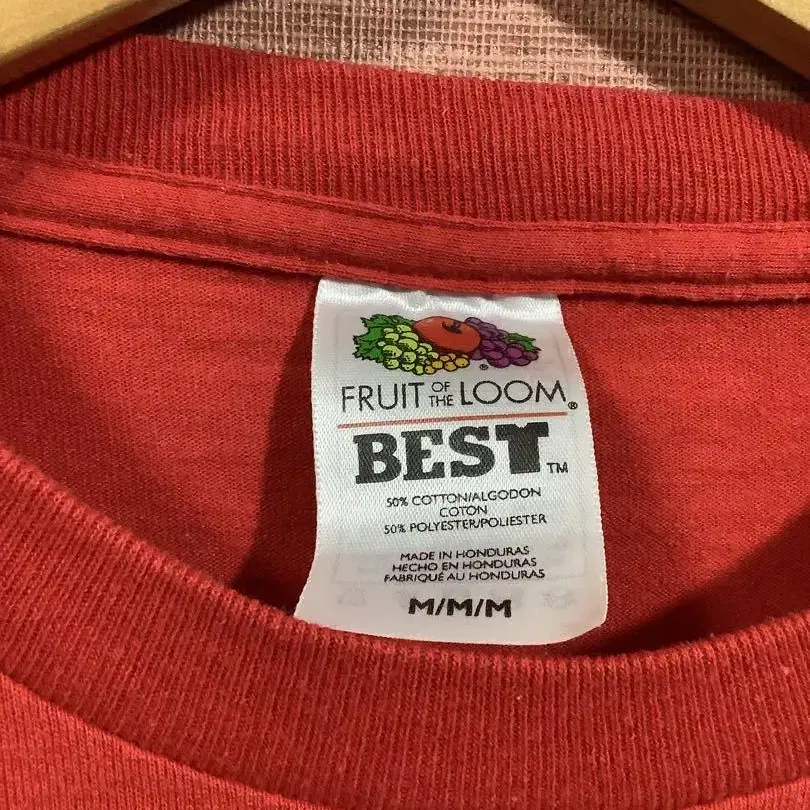 ®
FRUIT OF THE LOOM®
BEST™
50% COTTON/ALGODON
COTON
50% POLYESTER/POLIESTER
MADE IN HONDURAS
HECHO EN HONDURAS
FABRIQUÉ AU HONDURAS
M/M/M